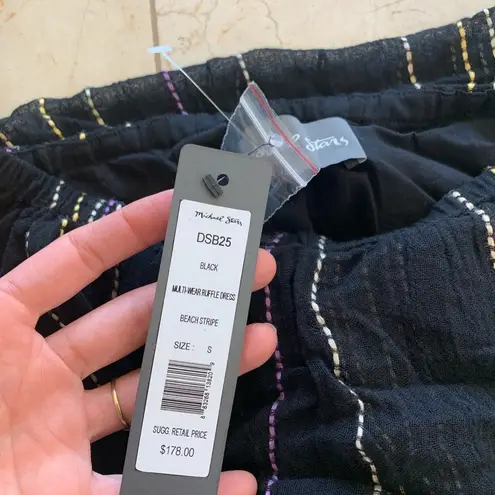 Michael Stars
DSB25
BLACK
MULTI-WEAR RUFFLE DRESS
BEACH STRIPE
SIZE : S
SUGG. RETAIL PRICE
$178.00
Stars